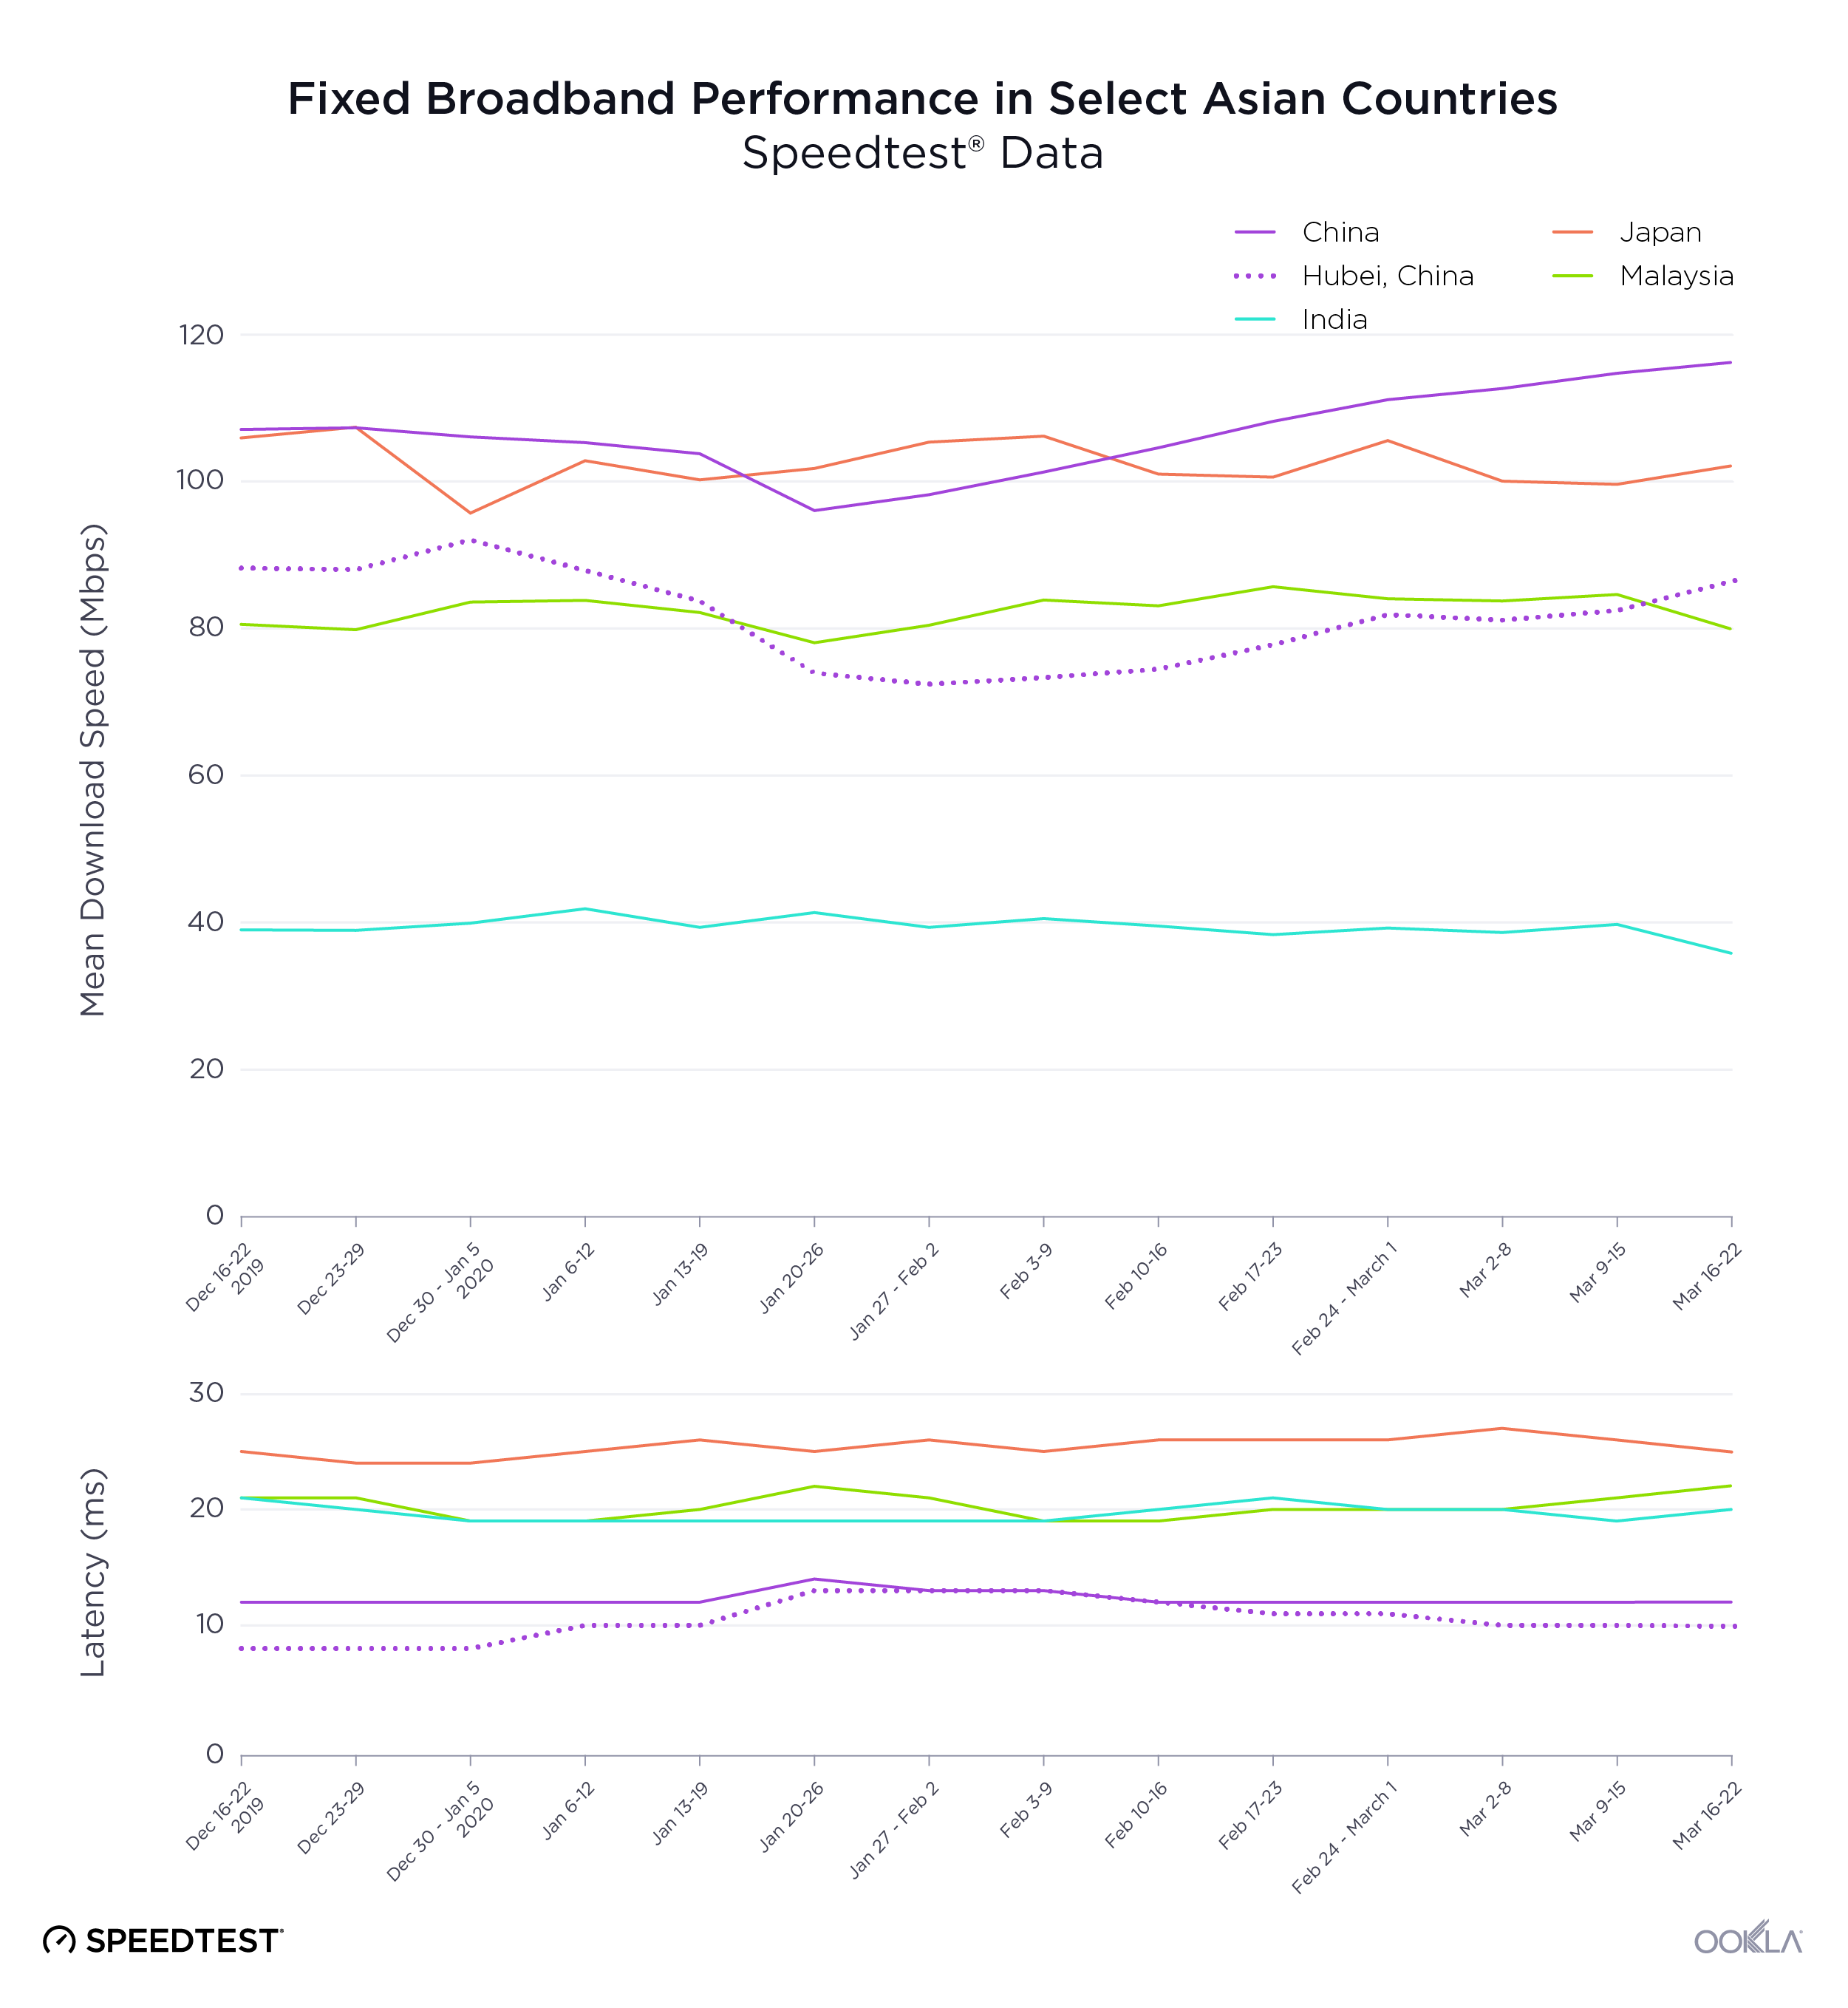 Fixed Broadband Performance in Select Asian Countries
Speedtest® Data
China
Japan
Hubei, China
Malaysia
India
Mean Download Speed (Mbps)
120
100
80
60
40
20
0
Dec 16-22
2019
Dec 23-29
Dec 30 - Jan 5
2020
Jan 6-12
Jan 13-19
Jan 20-26
Jan 27 - Feb 2
Feb 3-9
Feb 10-16
Feb 17-23
Feb 24 - March 1
Mar 2-8
Mar 9-15
Mar 16-22
Latency (ms)
30
20
10
0
Dec 16-22
2019
Dec 23-29
Dec 30 - Jan 5
2020
Jan 6-12
Jan 13-19
Jan 20-26
Jan 27 - Feb 2
Feb 3-9
Feb 10-16
Feb 17-23
Feb 24 - March 1
Mar 2-8
Mar 9-15
Mar 16-22
SPEEDTEST®
OOKLA®